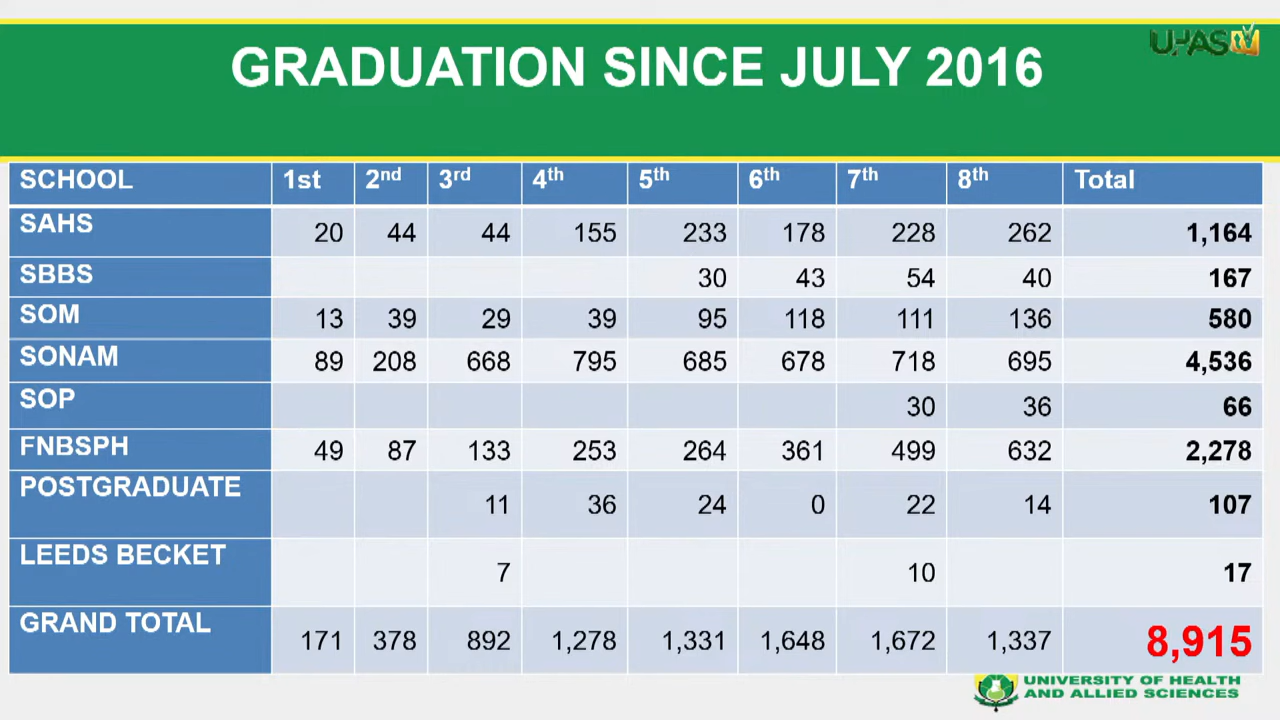 UHAS TV
GRADUATION SINCE JULY 2016
SCHOOL 1st 2nd 3rd 4th 5th 6th 7th 8th Total
SAHS 20 44 44 155 233 178 228 262 1,164
SBBS 30 43 54 40 167
SOM 13 39 29 39 95 118 111 136 580
SONAM 89 208 668 795 685 678 718 695 4,536
SOP 30 36 66
FNBSPH 49 87 133 253 264 361 499 632 2,278
POSTGRADUATE 11 36 24 0 22 14 107
LEEDS BECKET 7 10 17
GRAND TOTAL 171 378 892 1,278 1,331 1,648 1,672 1,337 8,915
UNIVERSITY OF HEALTH
AND ALLIED SCIENCES